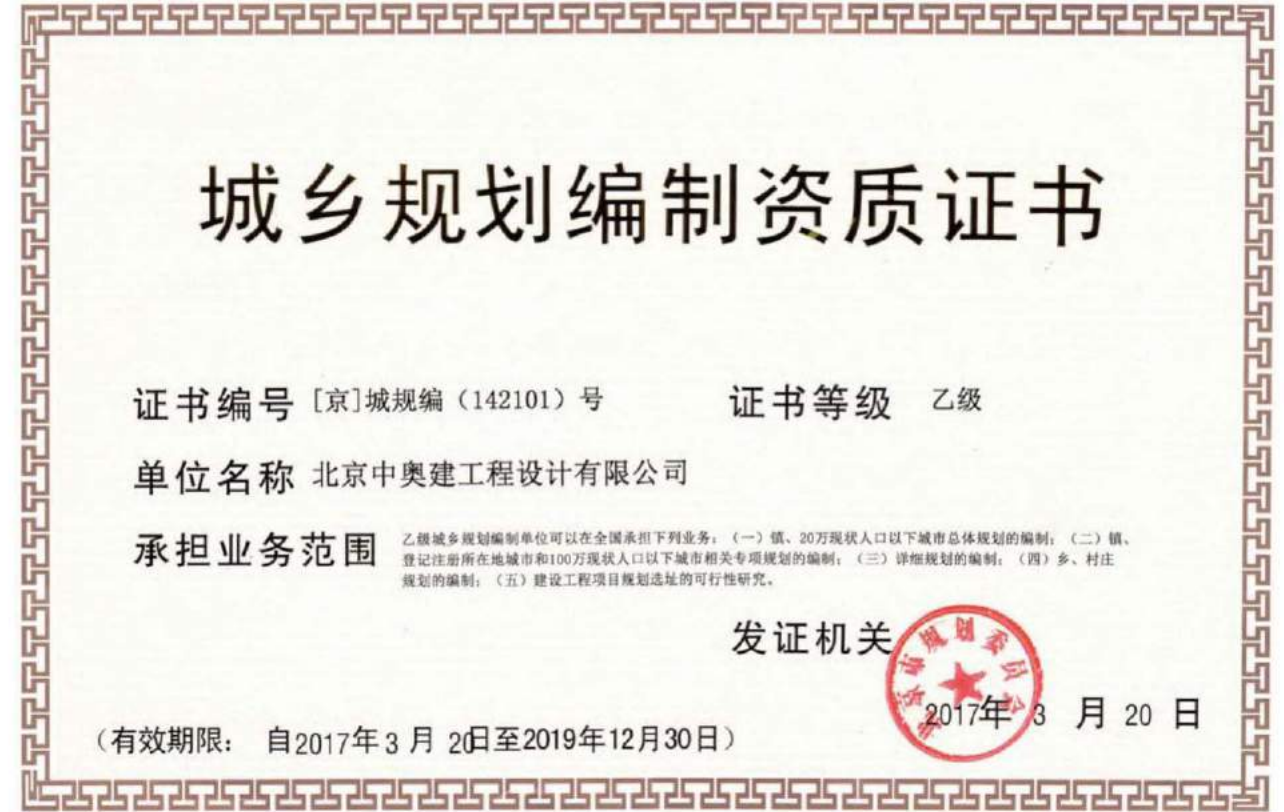 城乡规划编制资质证书
证书编号 [京]城规编（142101）号 证书等级 乙级
单位名称 北京中奥建工程设计有限公司
承担业务范围 乙级城乡规划编制单位可以在全国承担下列业务：（一）镇、20万现状人口以下城市总体规划的编制；（二）镇、
登记注册所在地城市和100万现状人口以下城市相关专项规划的编制；（三）详细规划的编制；（四）乡、村庄
规划的编制；（五）建设工程项目规划选址的可行性研究。
发证机关
北京市规划委员会
2017年 3 月 20 日
（有效期限： 自2017年3月 20日至2019年12月30日）